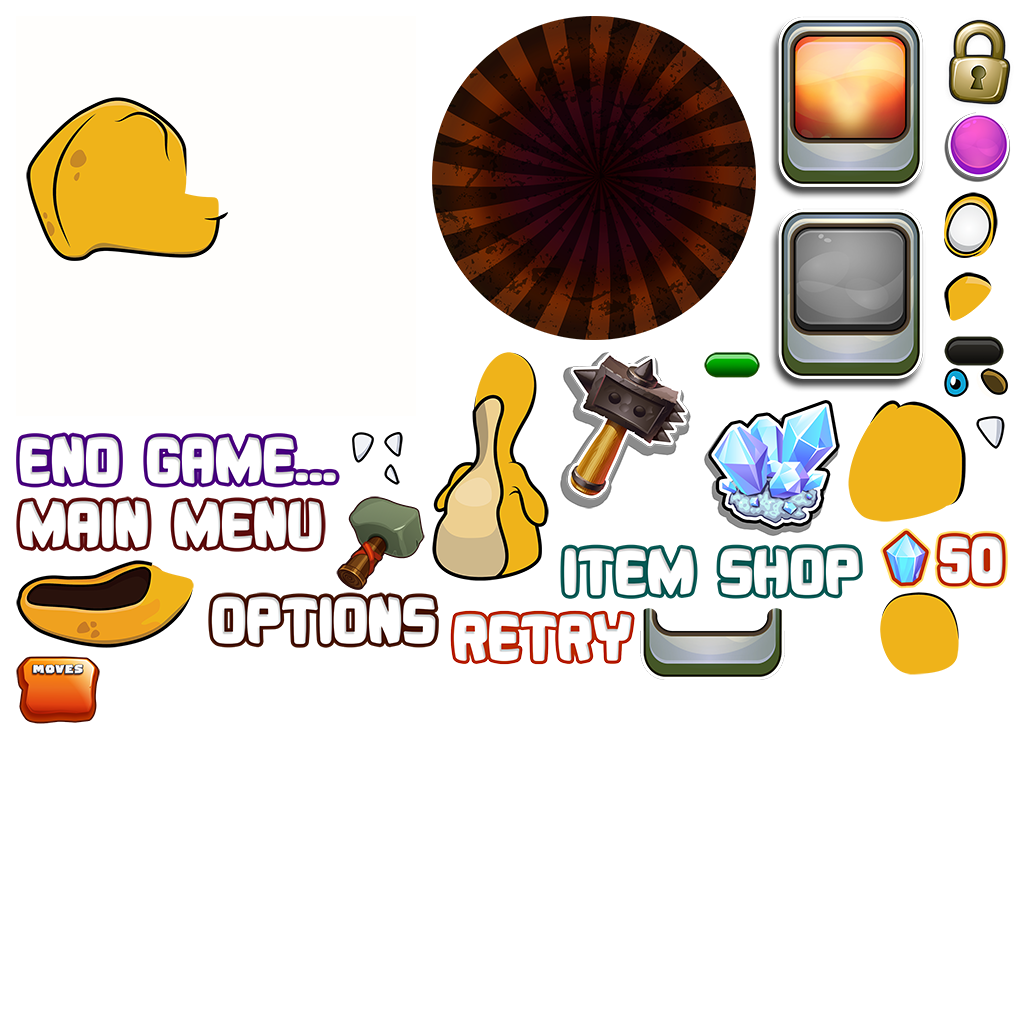 END GAME...
MAIN MENU
ITEM SHOP
50
OPTIONS
RETRY
MOVES